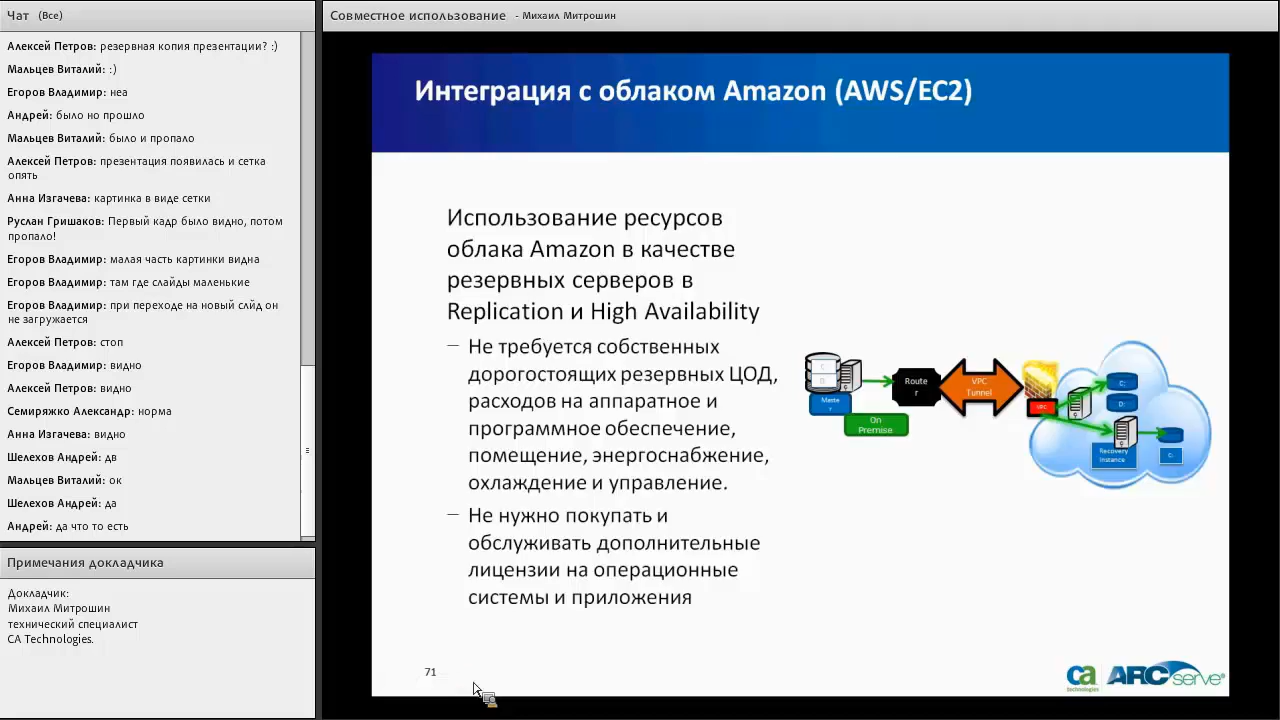 Чат (Все)
Алексей Петров: резервная копия презентации? :)
Мальцев Виталий: :)
Егоров Владимир: неа
Андрей: было но прошло
Мальцев Виталий: было и пропало
Алексей Петров: презентация появилась и сетка
опять
Анна Изгачева: картинка в виде сетки
Руслан Гришаков: Первый кадр было видно, потом
пропало!
Егоров Владимир: малая часть картинки видна
Егоров Владимир: там где слайды маленькие
Егоров Владимир: при переходе на новый слйд он
не загружается
Алексей Петров: стоп
Егоров Владимир: видно
Алексей Петров: видно
Семиряжко Александр: норма
Анна Изгачева: видно
Шелехов Андрей: дв
Мальцев Виталий: ок
Шелехов Андрей: да
Андрей: да что то есть
Примечания докладчика
Докладчик:
Михаил Митрошин
технический специалист
CA Technologies.
Совместное использование - Михаил Митрошин
Интеграция с облаком Amazon (AWS/EC2)
Использование ресурсов
облака Amazon в качестве
резервных серверов в
Replication и High Availability
— Не требуется собственных
дорогостоящих резервных ЦОД,
расходов на аппаратное и
программное обеспечение,
помещение, энергоснабжение,
охлаждение и управление.
— Не нужно покупать и
обслуживать дополнительные
лицензии на операционные
системы и приложения
C:
D:
Maste
r
On
Premise
Route
r
VPC
Tunnel
VPC
C:
D:
Recovery
Instance
C:
71
ca
technologies
ARCserve®